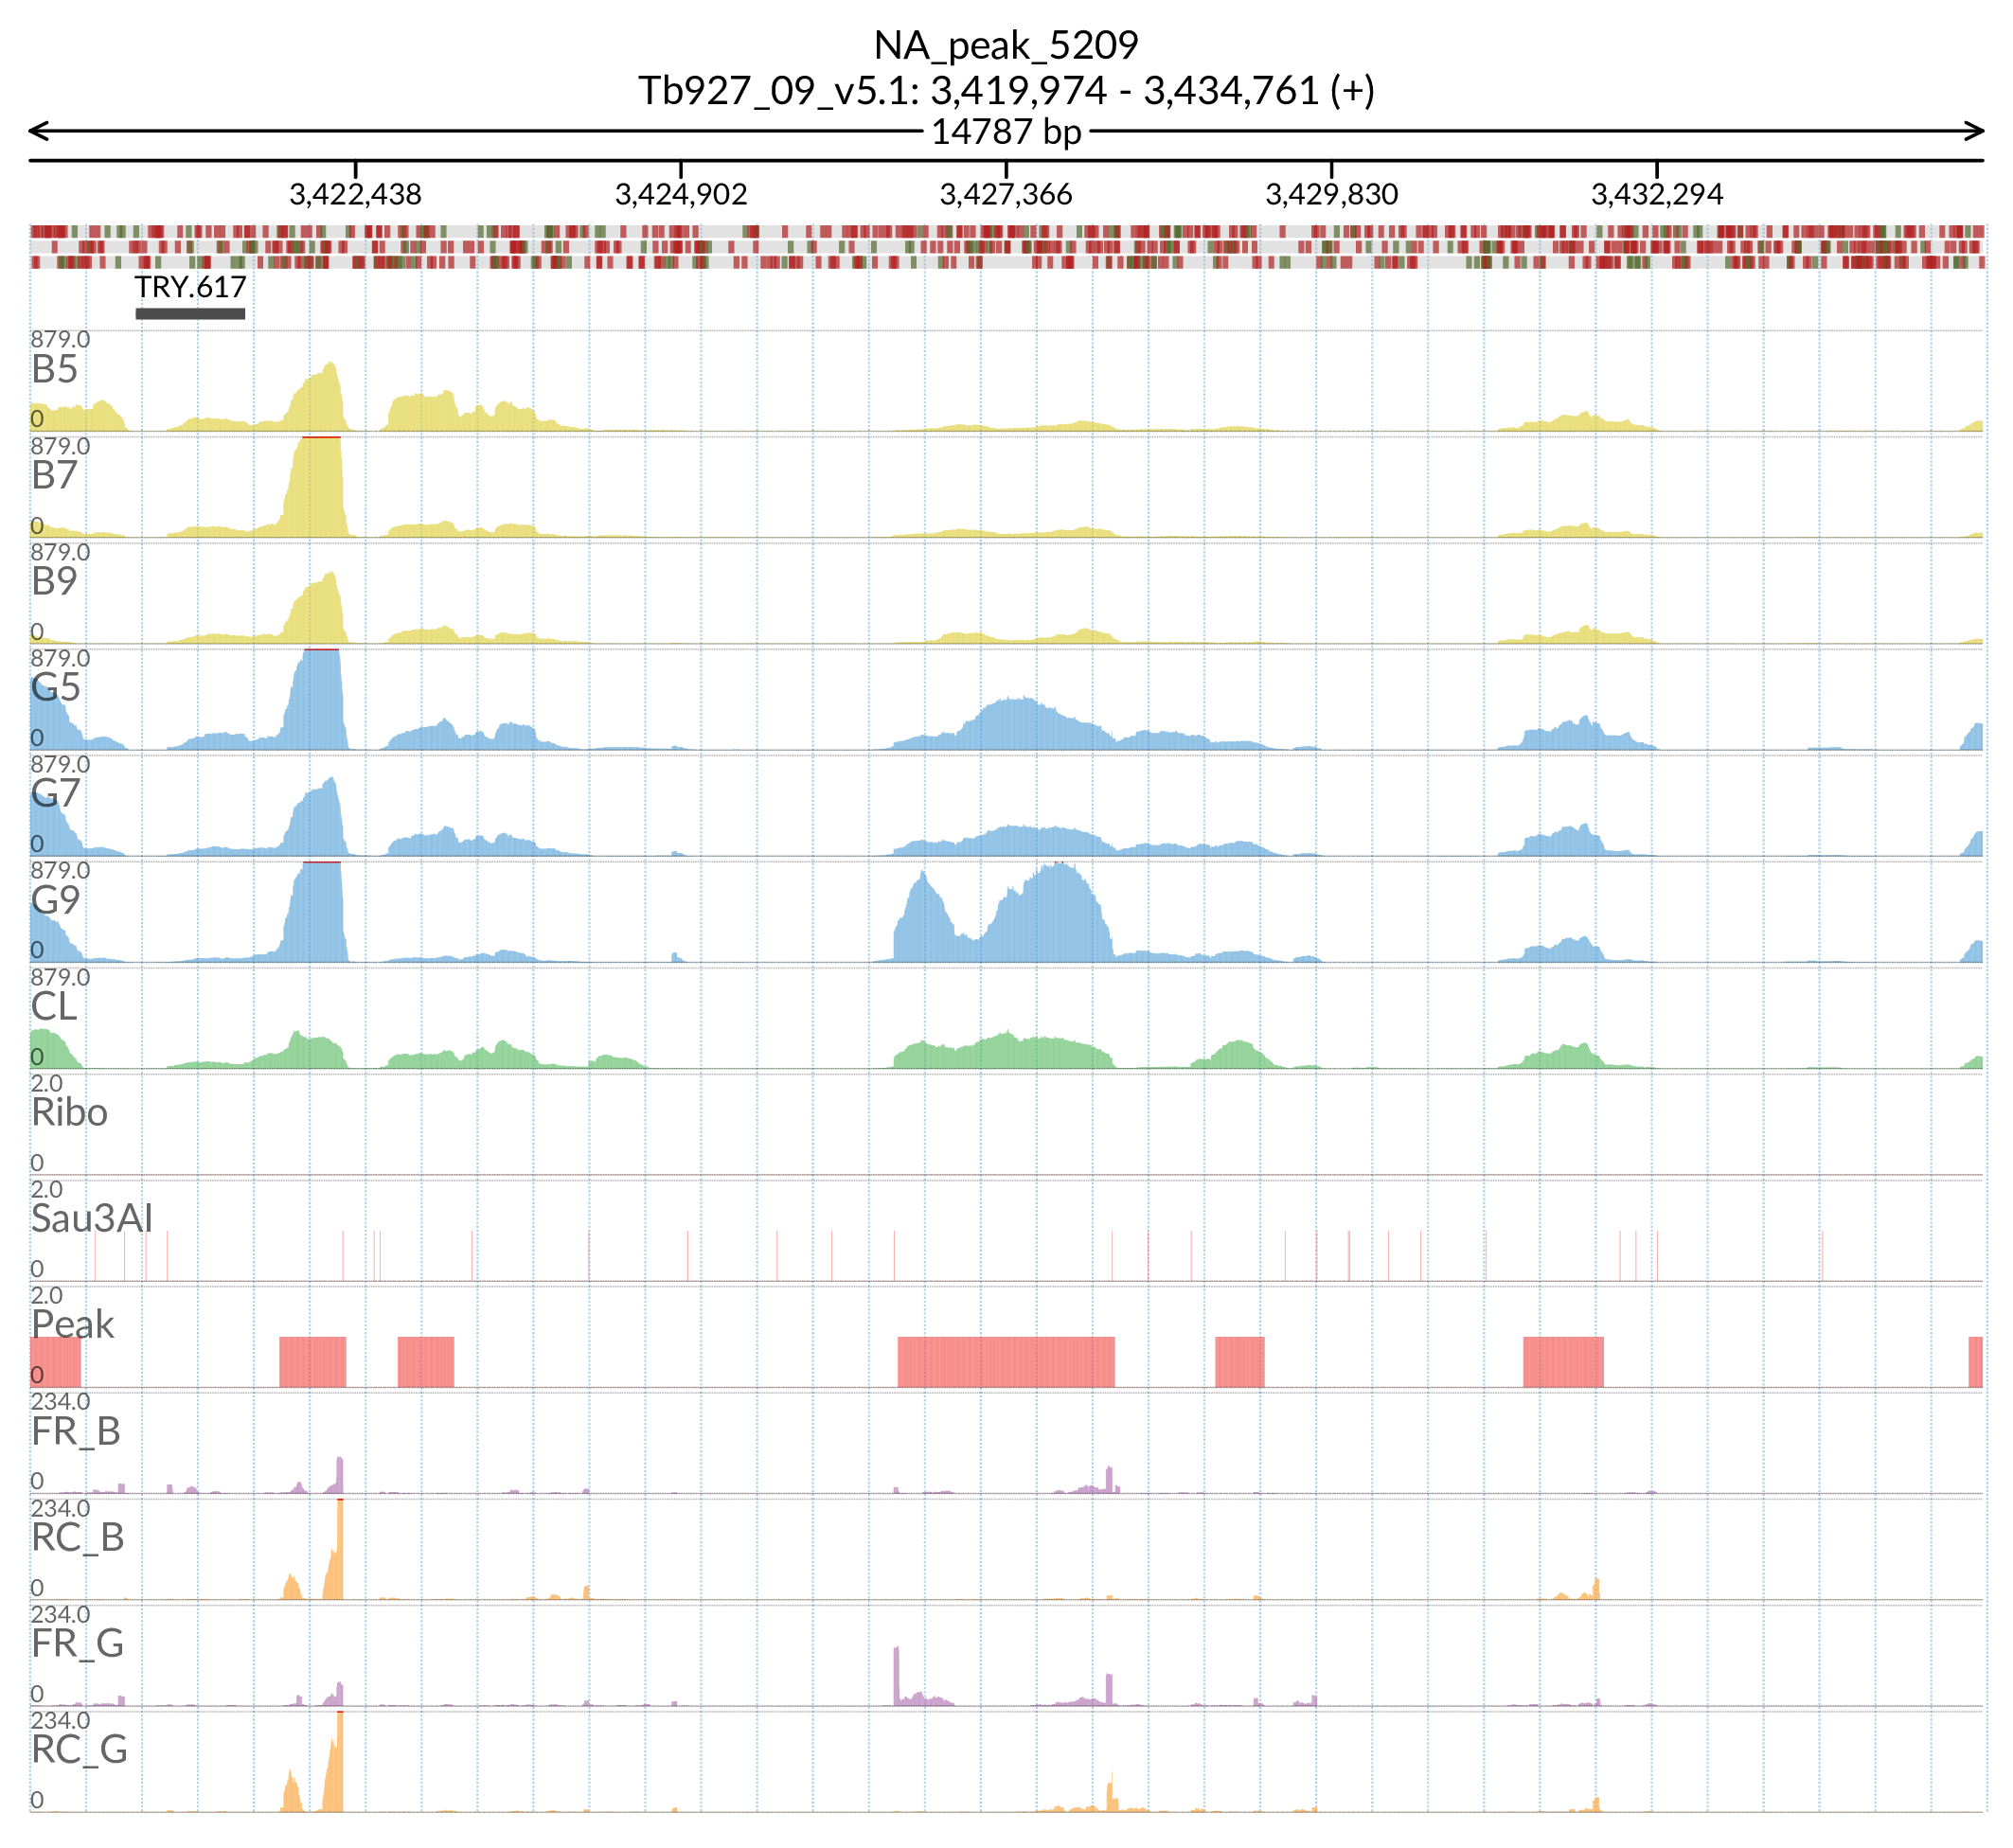 NA_peak_5209
Tb927_09_v5.1: 3,419,974 - 3,434,761 (+)
14787 bp
3,422,438 3,424,902 3,427,366 3,429,830 3,432,294
TRY.617
879.0
B5
0
879.0
B7
0
879.0
B9
0
879.0
G5
0
879.0
G7
0
879.0
G9
0
879.0
CL
0
2.0
Ribo
0
2.0
Sau3AI
0
2.0
Peak
0
234.0
FR_B
0
234.0
RC_B
0
234.0
FR_G
0
234.0
RC_G
0